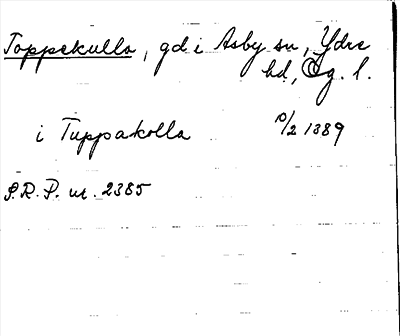 Toppekulla, gd i Asby sn, Ydre
hd, Ög. l.
i Tuppakolla 10/2 1389
S.R.P. nr. 2385